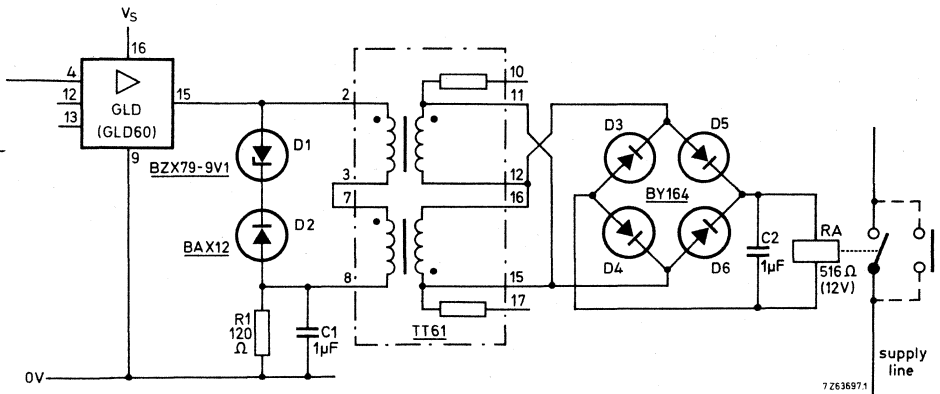 VS
16
4
12
13
GLD
(GLD60)
15
9
D1
BZX79-9V1
D2
BAX12
R1
120
Ω
C1
1µF
0V
2
3
7
8
10
11
12
16
15
17
TT61
D3
D5
BY164
D4
D6
C2
1µF
RA
516 Ω
(12V)
supply
line
7Z63697.1